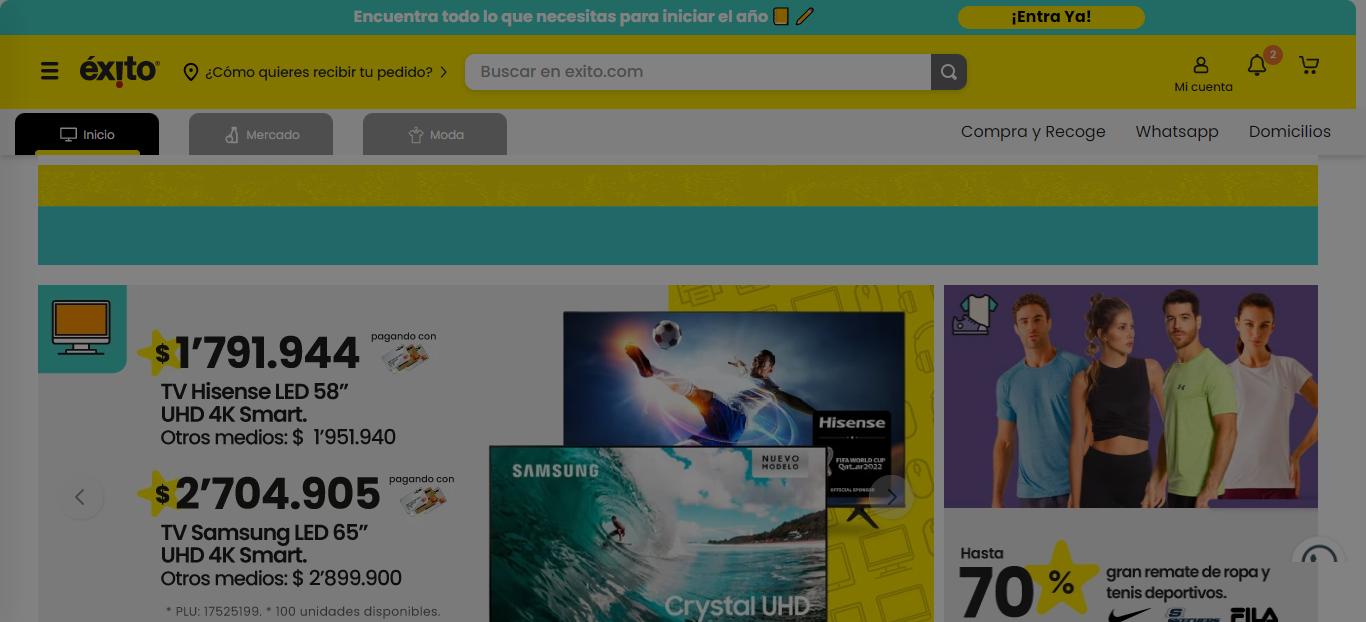 Encuentra todo lo que necesitas para iniciar el año
¡Entra Ya!
éxito
¿Cómo quieres recibir tu pedido?
Buscar en exito.com
Mi cuenta
2
Inicio
Mercado
Moda
Compra y Recoge
Whatsapp
Domicilios
$ 1’791.944
pagando con
TV Hisense LED 58”
UHD 4K Smart.
Otros medios: $ 1’951.940
$ 2’704.905
pagando con
TV Samsung LED 65”
UHD 4K Smart.
Otros medios: $ 2’899.900
* PLU: 17525199. * 100 unidades disponibles.
Hisense
FIFA WORLD CUP
Qatar2022
OFFICIAL SPONSOR
SAMSUNG
NUEVO
MODELO
Crystal UHD
Hasta
70 %
gran remate de ropa y
tenis deportivos.
SKECHERS
FILA